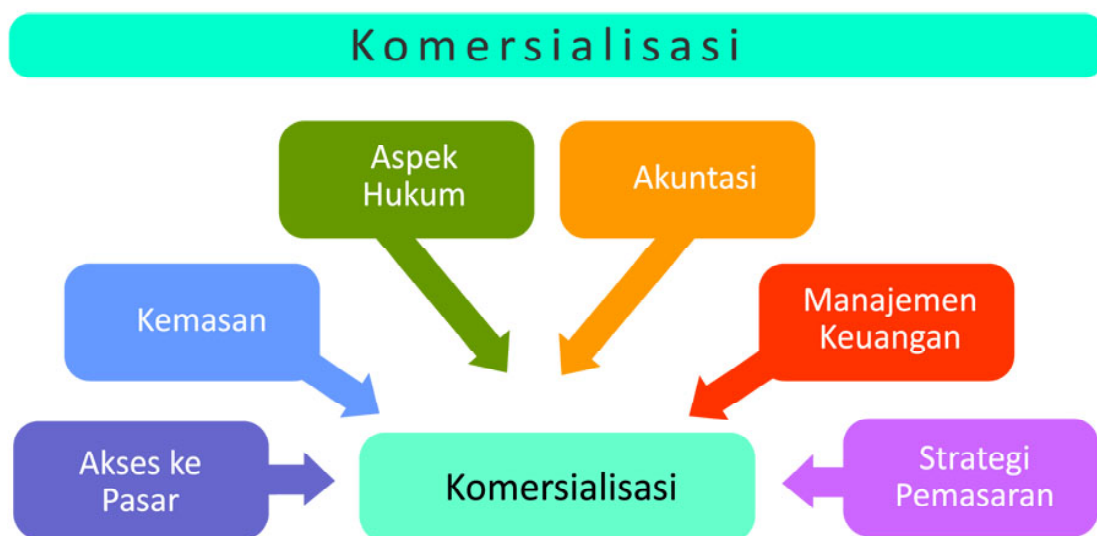 Komersialisasi
Aspek
Hukum
Akuntasi
Kemasan
Manajemen
Keuangan
Akses ke
Pasar
Komersialisasi
Strategi
Pemasaran